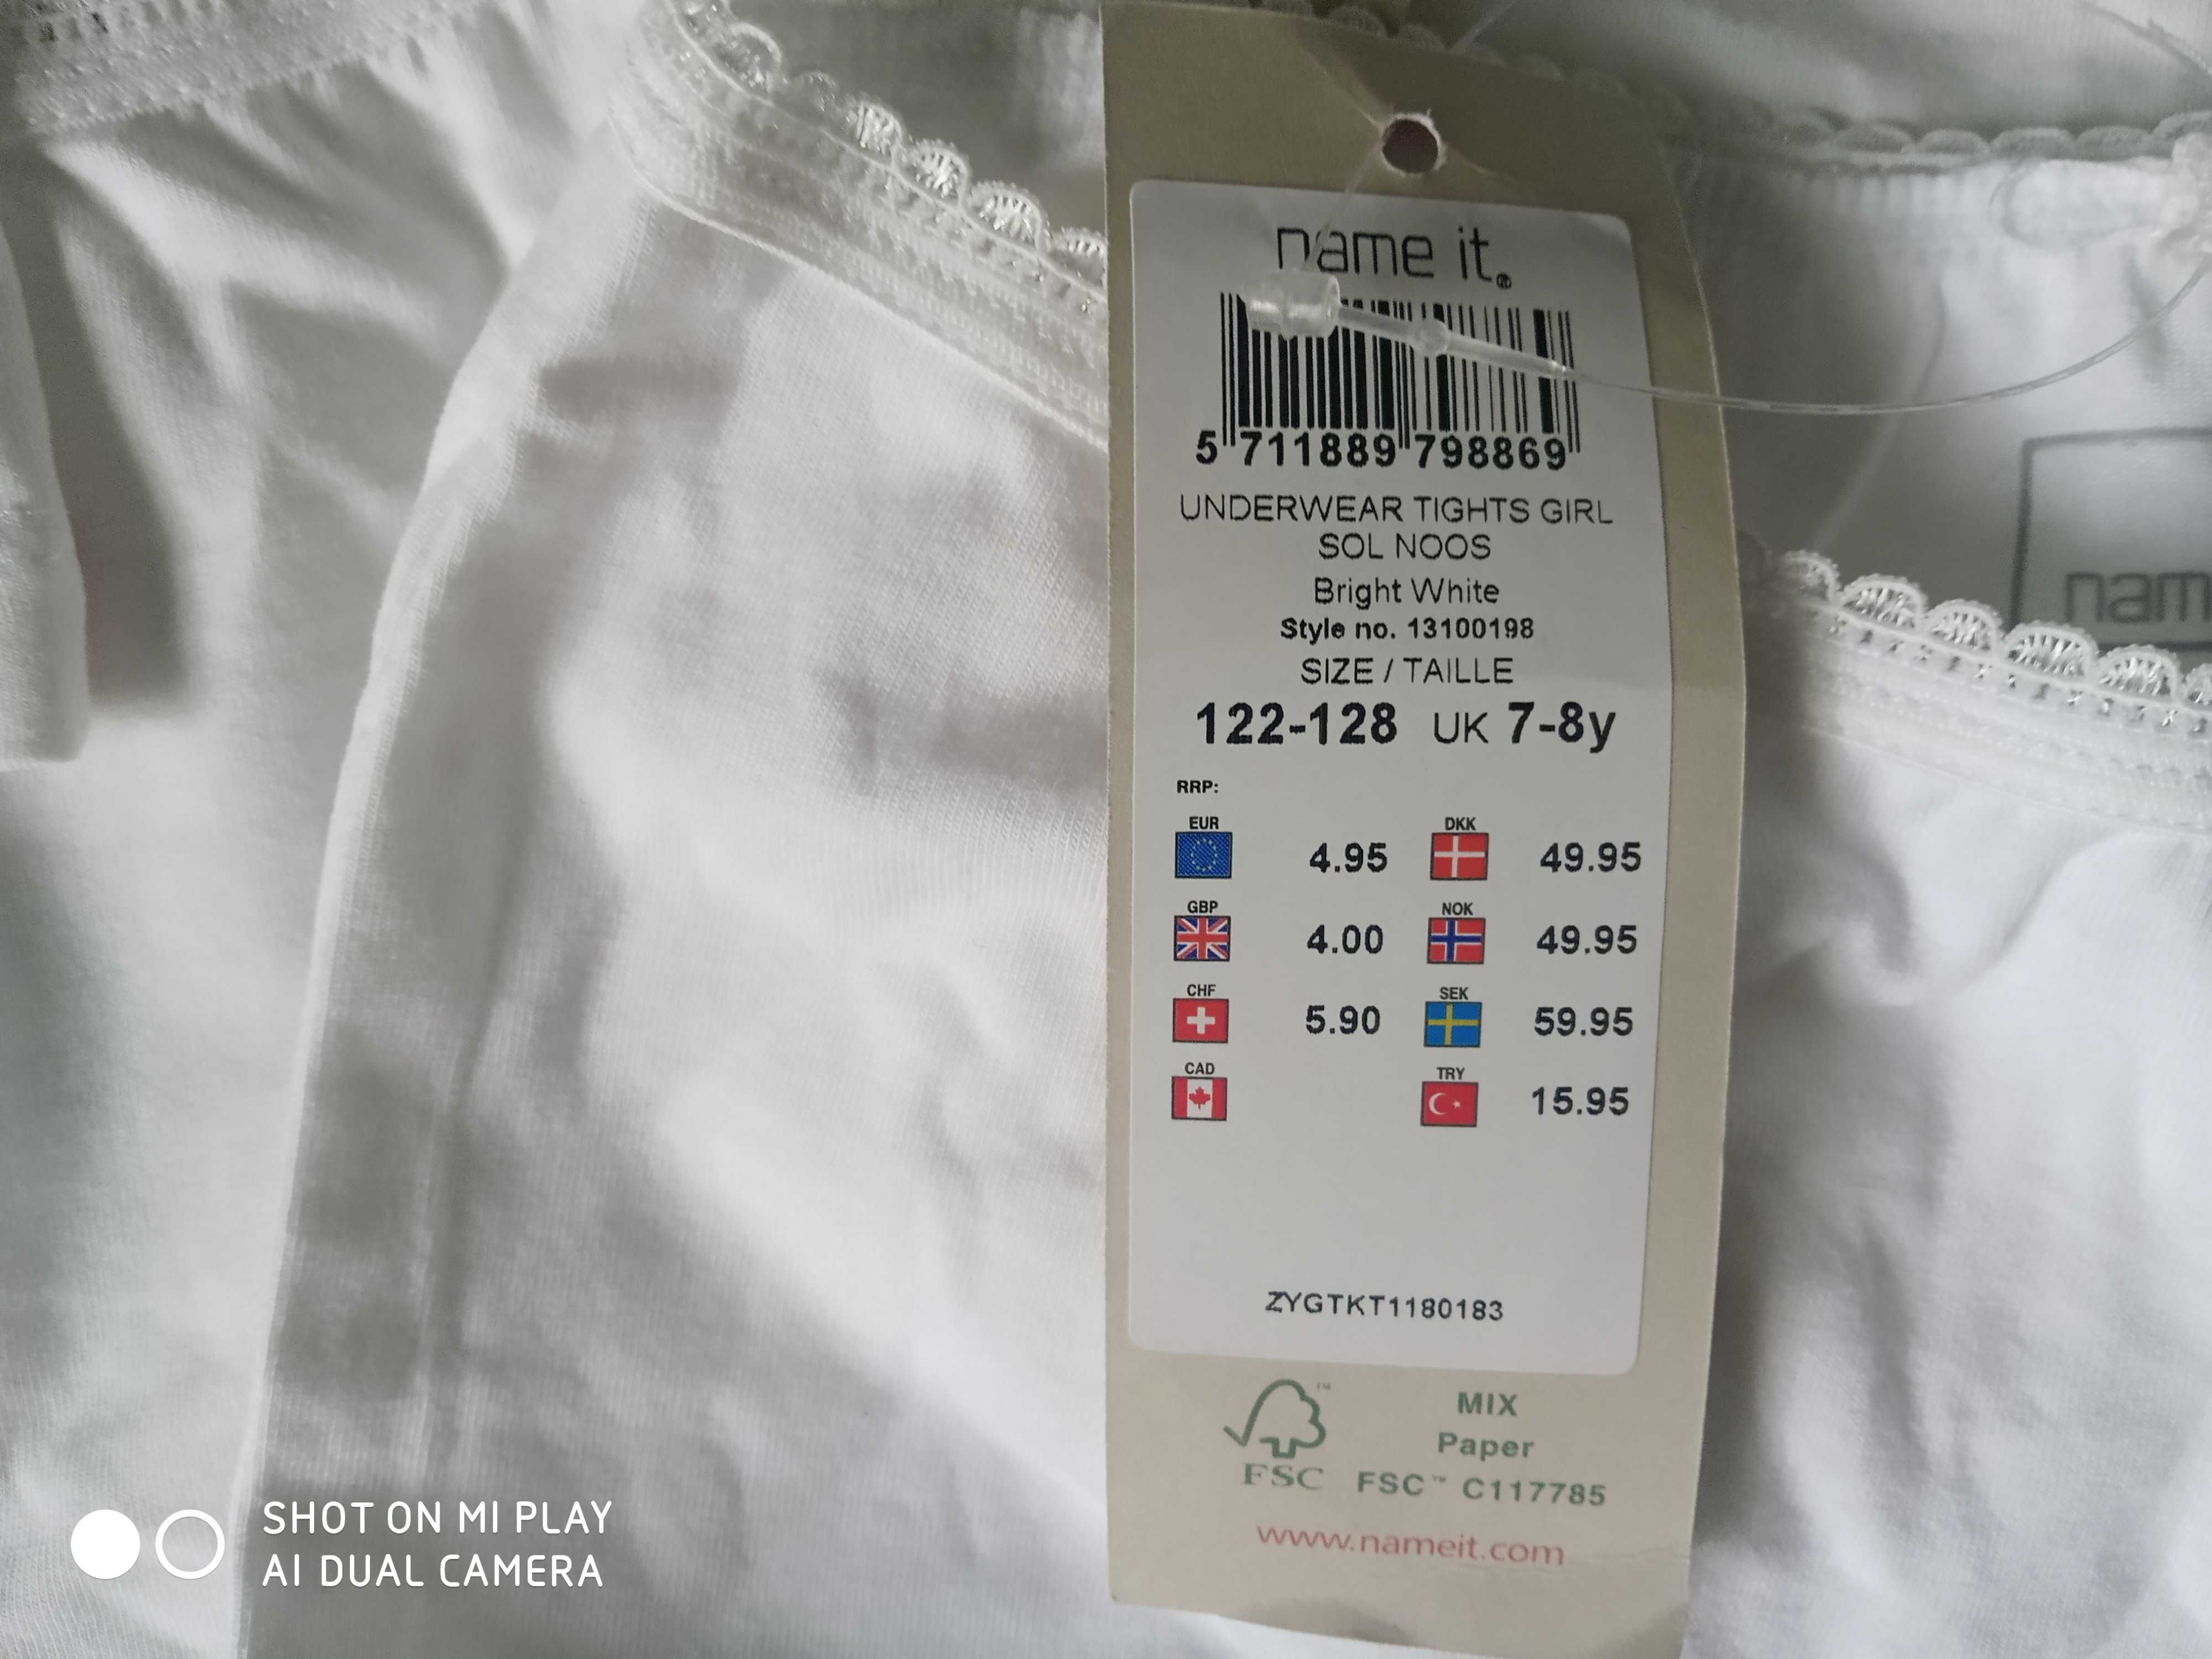 name it®
5 711889 798869
UNDERWEAR TIGHTS GIRL
SOL NOOS
Bright White
Style no. 13100198
SIZE / TAILLE
122-128 UK 7-8y
RRP:
EUR 4.95 DKK 49.95
GBP 4.00 NOK 49.95
CHF 5.90 SEK 59.95
CAD TRY 15.95
ZYGTKT1180183
FSC™
MIX
Paper
FSC™ C117785
www.nameit.com
nam
SHOT ON MI PLAY
AI DUAL CAMERA